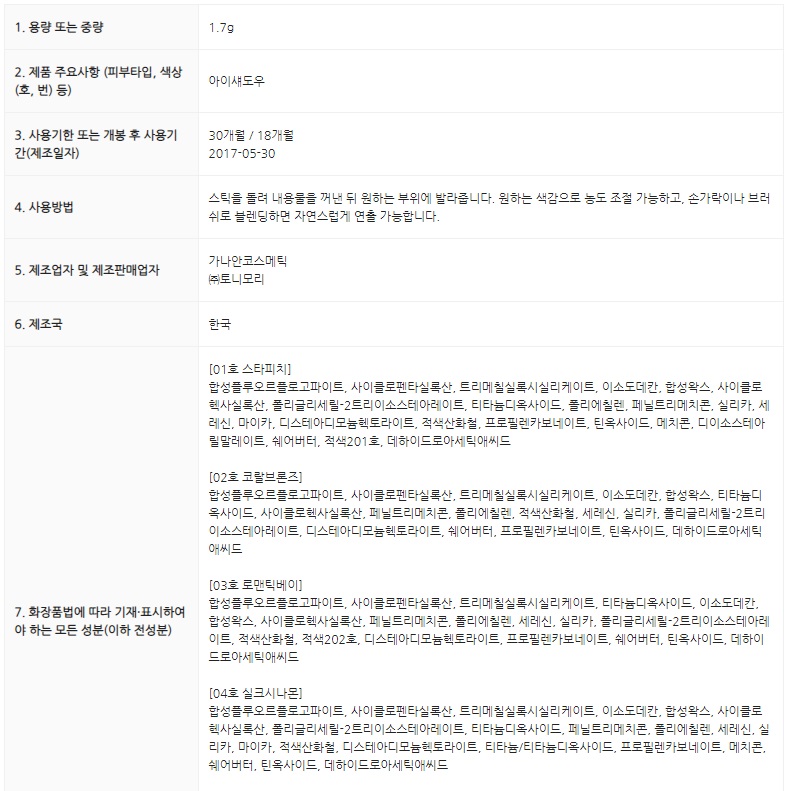 1. 용량 또는 중량
1.7g
2. 제품 주요사항 (피부타입, 색상
(호, 번) 등)
아이섀도우
3. 사용기한 또는 개봉 후 사용기
간(제조일자)
30개월 / 18개월
2017-05-30
4. 사용방법
스틱을 돌려 내용물을 꺼낸 뒤 원하는 부위에 발라줍니다. 원하는 색감으로 농도 조절 가능하고, 손가락이나 브러
쉬로 블렌딩하면 자연스럽게 연출 가능합니다.
5. 제조업자 및 제조판매업자
가나안코스메틱
㈜토니모리
6. 제조국
한국
7. 화장품법에 따라 기재·표시하여
야 하는 모든 성분(이하 전성분)
[01호 스타피치]
합성플루오르플로고파이트, 사이클로펜타실록산, 트리메칠실록시실리케이트, 이소도데칸, 합성왁스, 사이클로
헥사실록산, 폴리글리세릴-2트리이소스테아레이트, 티타늄디옥사이드, 폴리에칠렌, 페닐트리메치콘, 실리카, 세
레신, 마이카, 디스테아디모늄헥토라이트, 적색산화철, 프로필렌카보네이트, 틴옥사이드, 메치콘, 디이소스테아
릴말레이트, 쉐어버터, 적색201호, 데하이드로아세틱애씨드
[02호 코랄브론즈]
합성플루오르플로고파이트, 사이클로펜타실록산, 트리메칠실록시실리케이트, 이소도데칸, 합성왁스, 티타늄디
옥사이드, 사이클로헥사실록산, 페닐트리메치콘, 폴리에칠렌, 적색산화철, 세레신, 실리카, 폴리글리세릴-2트리
이소스테아레이트, 디스테아디모늄헥토라이트, 쉐어버터, 프로필렌카보네이트, 틴옥사이드, 데하이드로아세틱
애씨드
[03호 로맨틱베이]
합성플루오르플로고파이트, 사이클로펜타실록산, 트리메칠실록시실리케이트, 티타늄디옥사이드, 이소도데칸,
합성왁스, 사이클로헥사실록산, 페닐트리메치콘, 폴리에칠렌, 세레신, 실리카, 폴리글리세릴-2트리이소스테아레
이트, 적색산화철, 적색202호, 디스테아디모늄헥토라이트, 프로필렌카보네이트, 쉐어버터, 틴옥사이드, 데하이
드로아세틱애씨드
[04호 실크시나몬]
합성플루오르플로고파이트, 사이클로펜타실록산, 트리메칠실록시실리케이트, 이소도데칸, 합성왁스, 사이클로
헥사실록산, 폴리글리세릴-2트리이소스테아레이트, 티타늄디옥사이드, 페닐트리메치콘, 폴리에칠렌, 세레신, 실
리카, 마이카, 적색산화철, 디스테아디모늄헥토라이트, 티타늄/티타늄디옥사이드, 프로필렌카보네이트, 메치콘,
쉐어버터, 틴옥사이드, 데하이드로아세틱애씨드